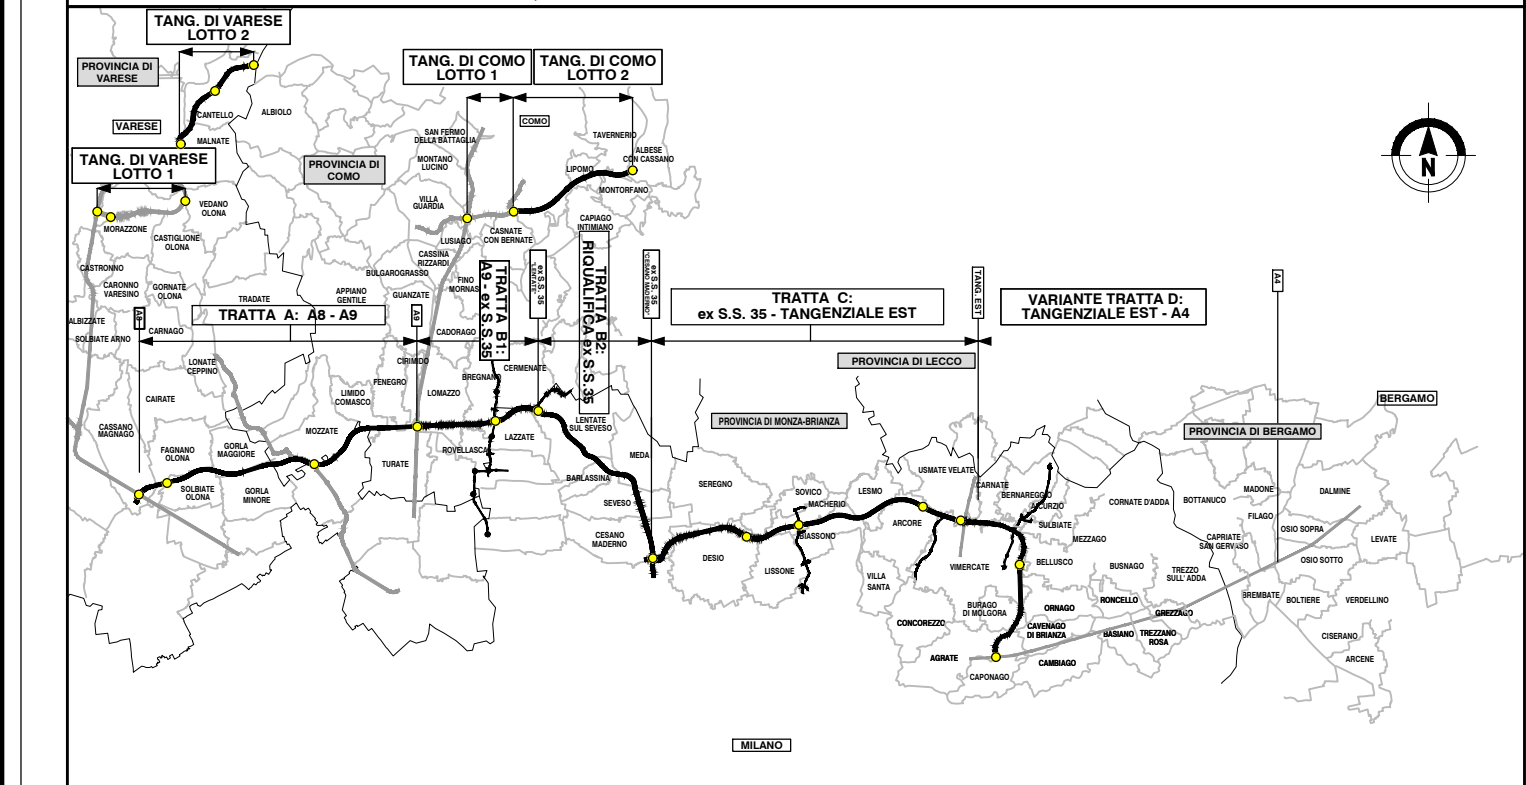 TANG. DI VARESE
LOTTO 2
PROVINCIA DI
VARESE
TANG. DI COMO
LOTTO 1
TANG. DI COMO
LOTTO 2
CANTELLO
ALBIOLO
VARESE
MALNATE
TANG. DI VARESE
LOTTO 1
PROVINCIA DI
COMO
SAN FERMO
DELLA BATTAGLIA
COMO
TAVERNERIO
ALBESE
CON CASSANO
MONTANO
LUCINO
LIPOMO
MONTORFANO
VILLA
GUARDIA
VEDANO
OLONA
MORAZZONE
CASTIGLIONE
OLONA
LUSIAGO
CASNATE
CON BERNATE
CAPIAGO
INTIMIANO
N
CASTRONNO
CARONNO
VARESINO
GORNATE
OLONA
BULGAROGRASSO
CASSINA
RIZZARDI
FINO
MORNAS
APPIANO
GENTILE
GUANZATE
TRADATE
ALBIZZATE
SOLBIATE ARNO
CARNAGO
A8
TRATTA A: A8 - A9
A9
CADORAGO
TRATTA B1:
A9 - ex S.S.35
ex S.S. 35
"LENTATE"
TRATTA B2:
RIQUALIFICA ex S.S.35
ex S.S. 35
"CESANO MADERNO"
TRATTA C:
ex S.S. 35 - TANGENZIALE EST
TANG. EST
VARIANTE TRATTA D:
TANGENZIALE EST - A4
A4
PROVINCIA DI LECCO
LONATE
CEPPINO
CIRIMIDO
FENEGRO
BREGNANO
CERMENATE
LIMIDO
COMASCO
LOMAZZO
CAIRATE
CASSANO
MAGNAGO
MOZZATE
LAZZATE
LENTATE
SUL SEVESO
PROVINCIA DI MONZA-BRIANZA
BERGAMO
PROVINCIA DI BERGAMO
FAGNANO
OLONA
GORLA
MAGGIORE
ROVELLASCA
TURATE
MEDA
BARLASSINA
SOLBIATE
OLONA
GORLA
MINORE
SEVESO
SEREGNO
SOVICO
MACHERIO
LESMO
USMATE VELATE
CARNATE
BERNAREGGIO
AICURZIO
CORNATE D'ADDA
BOTTANUCO
MADONE
DALMINE
FILAGO
ARCORE
SULBIATE
MEZZAGO
CESANO
MADERNO
BIASSONO
DESIO
LISSONE
VILLA
SANTA
VIMERCATE
BELLUSCO
BUSNAGO
TREZZO
SULL' ADDA
CAPRIATE
SAN GERVASO
OSIO SOPRA
LEVATE
OSIO SOTTO
BURAGO
DI MOLGORA
ORNAGO
RONCELLO
GREZZAGO
BREMBATE
BOLTIERE
VERDELLINO
CONCOREZZO
CAVENAGO
DI BRIANZA
BASIANO
TREZZANO
ROSA
CISERANO
AGRATE
CAMBIAGO
ARCENE
CAPONAGO
MILANO